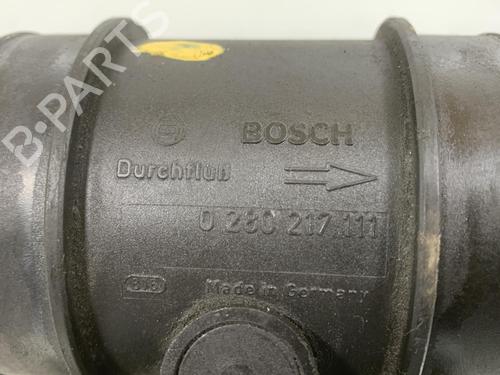 BOSCH
Durchfluß
0 280 217 111
Made in Germany
B-PARTS